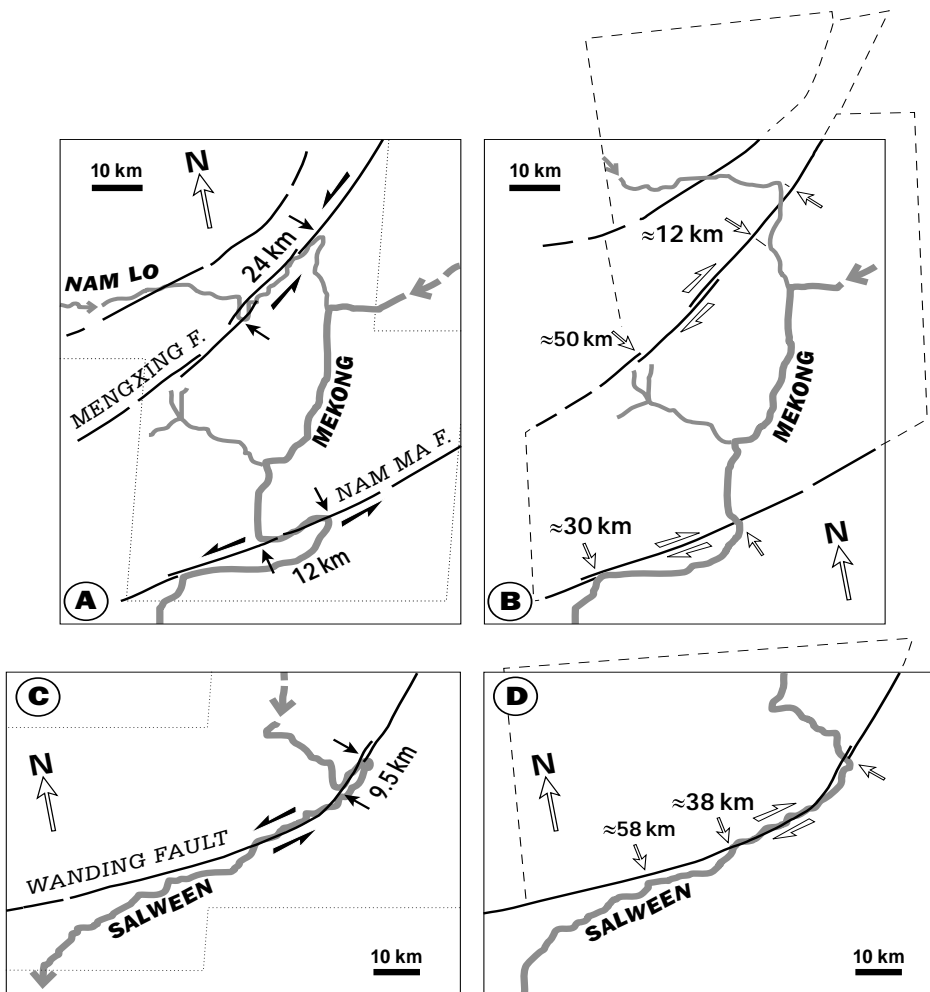 10 km
N
24 km
NAM LO
MENGXING F.
MEKONG
NAM MA F.
12 km
A
10 km
≈12 km
≈50 km
MEKONG
≈30 km
N
B
C
N
9.5 km
WANDING FAULT
SALWEEN
10 km
D
N
≈38 km
≈58 km
SALWEEN
10 km